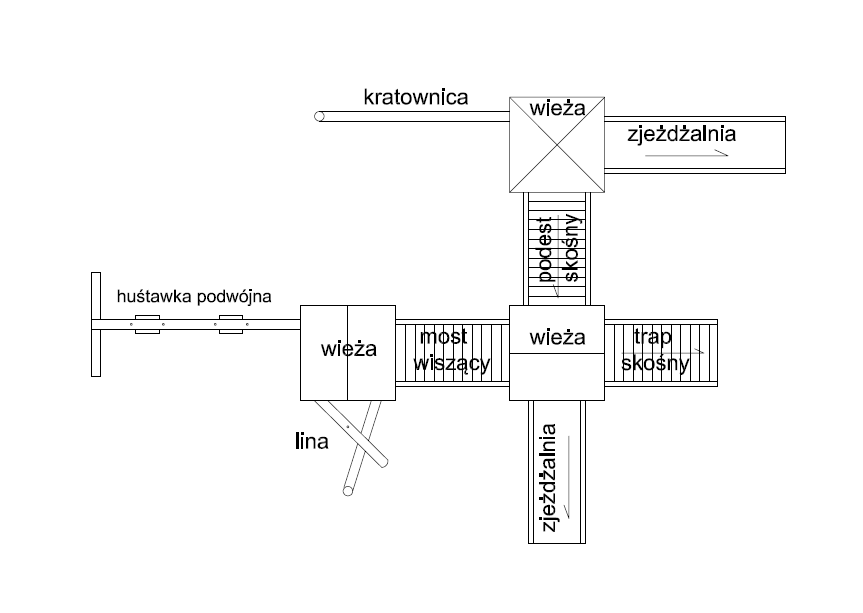 kratownica
wieża
zjeżdżalnia
podest
skośny
huśtawka podwójna
wieża
most
wiszący
wieża
trap
skośny
lina
zjeżdżalnia